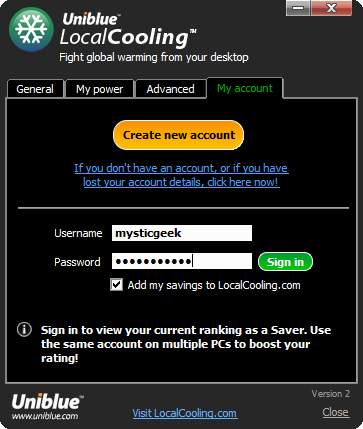 Uniblue™
LocalCooling™
Fight global warming from your desktop
General My power Advanced My account
Create new account
If you don't have an account, or if you have
lost your account details, click here now!
Username mysticgeek
Password ●●●●●●●●●●● Sign in
Add my savings to LocalCooling.com
Sign in to view your current ranking as a Saver. Use
the same account on multiple PCs to boost your
rating!
Version 2
Uniblue™
www.uniblue.com Visit LocalCooling.com Close